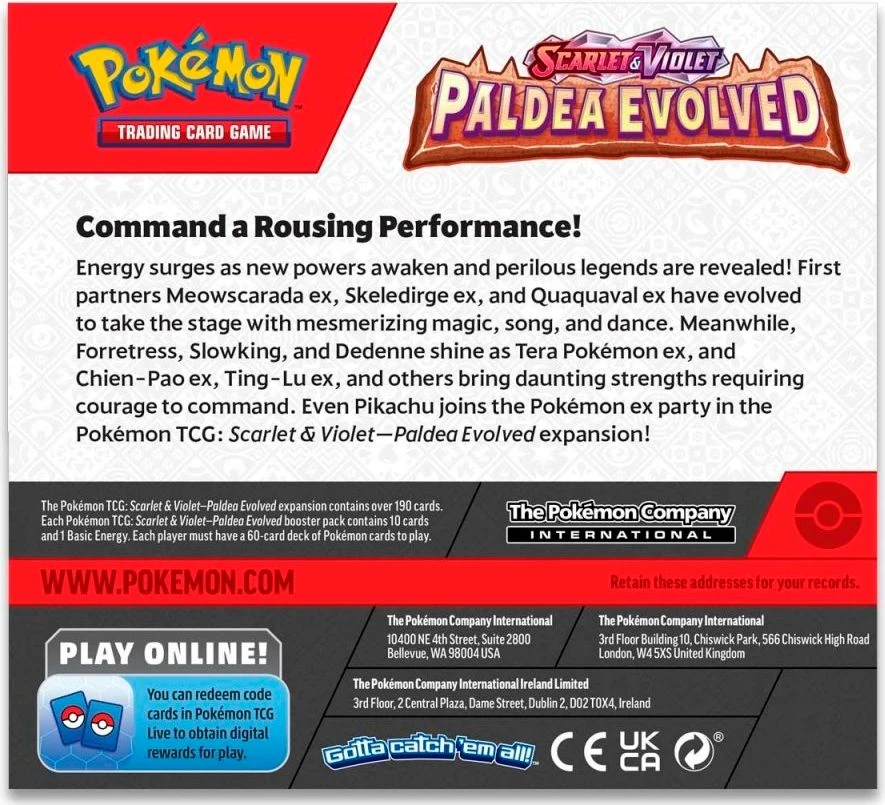 POKéMON
TRADING CARD GAME
SCARLET & VIOLET
PALDEA EVOLVED
Command a Rousing Performance!
Energy surges as new powers awaken and perilous legends are revealed! First
partners Meowscarada ex, Skeledirge ex, and Quaquaval ex have evolved
to take the stage with mesmerizing magic, song, and dance. Meanwhile,
Forretress, Slowking, and Dedenne shine as Tera Pokémon ex, and
Chien-Pao ex, Ting-Lu ex, and others bring daunting strengths requiring
courage to command. Even Pikachu joins the Pokémon ex party in the
Pokémon TCG: Scarlet & Violet—Paldea Evolved expansion!
The Pokémon TCG: Scarlet & Violet–Paldea Evolved expansion contains over 190 cards.
Each Pokémon TCG: Scarlet & Violet–Paldea Evolved booster pack contains 10 cards
and 1 Basic Energy. Each player must have a 60-card deck of Pokémon cards to play.
The Pokémon Company
INTERNATIONAL
WWW.POKEMON.COM
Retain these addresses for your records.
The Pokémon Company International
10400 NE 4th Street, Suite 2800
Bellevue, WA 98004 USA
The Pokémon Company International
3rd Floor Building 10, Chiswick Park, 566 Chiswick High Road
London, W4 5XS United Kingdom
The Pokémon Company International Ireland Limited
3rd Floor, 2 Central Plaza, Dame Street, Dublin 2, D02 T0X4, Ireland
PLAY ONLINE!
You can redeem code
cards in Pokémon TCG
Live to obtain digital
rewards for play.
Gotta catch 'em all!™
CE
UK
CA
®